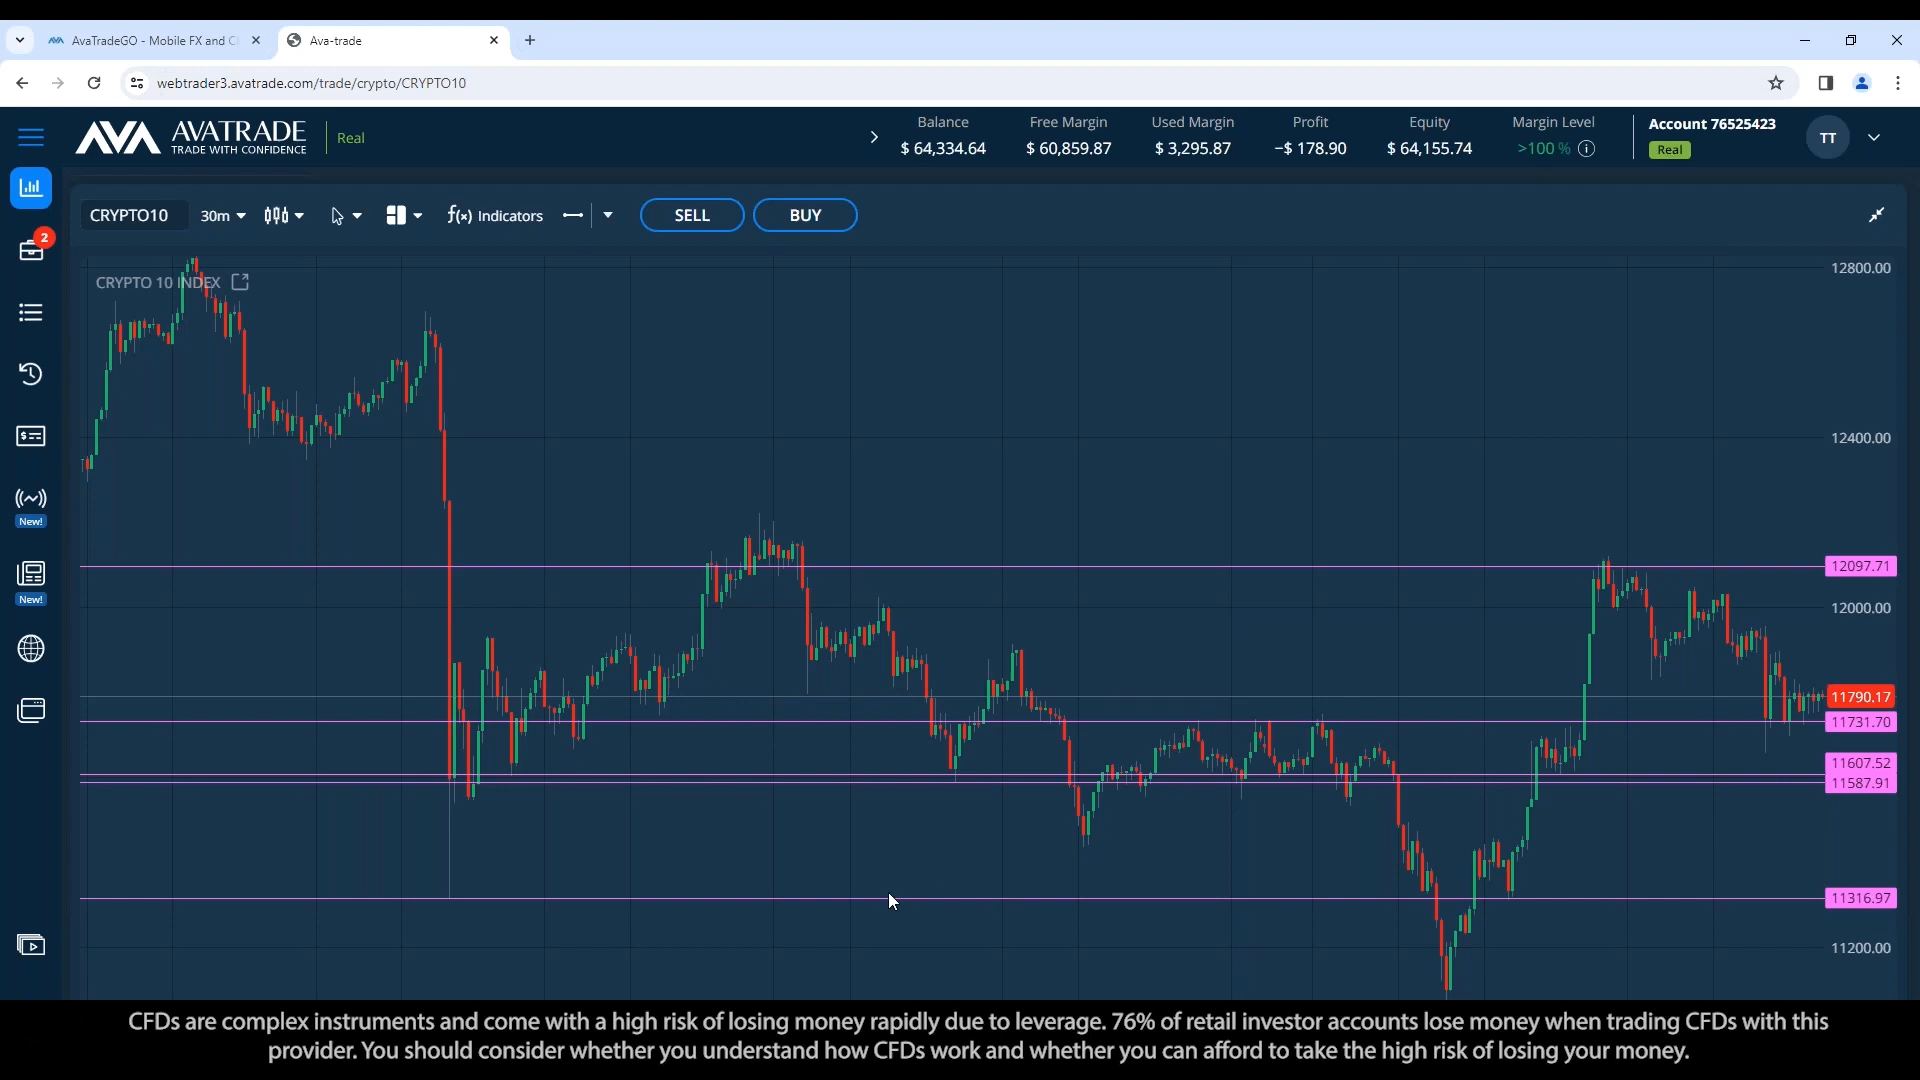 AvaTradeGO - Mobile FX and C
Ava-trade
webtrader3.avatrade.com/trade/crypto/CRYPTO10
AVA AVATRADE
TRADE WITH CONFIDENCE
Real
Balance
$ 64,334.64
Free Margin
$ 60,859.87
Used Margin
$ 3,295.87
Profit
-$ 178.90
Equity
$ 64,155.74
Margin Level
>100 %
Account 76525423
Real
TT
CRYPTO10
30m
f(x) Indicators
SELL
BUY
2
New!
New!
CRYPTO 10 INDEX
12800.00
12400.00
12097.71
12000.00
11790.17
11731.70
11607.52
11587.91
11316.97
11200.00
CFDs are complex instruments and come with a high risk of losing money rapidly due to leverage. 76% of retail investor accounts lose money when trading CFDs with this
provider. You should consider whether you understand how CFDs work and whether you can afford to take the high risk of losing your money.